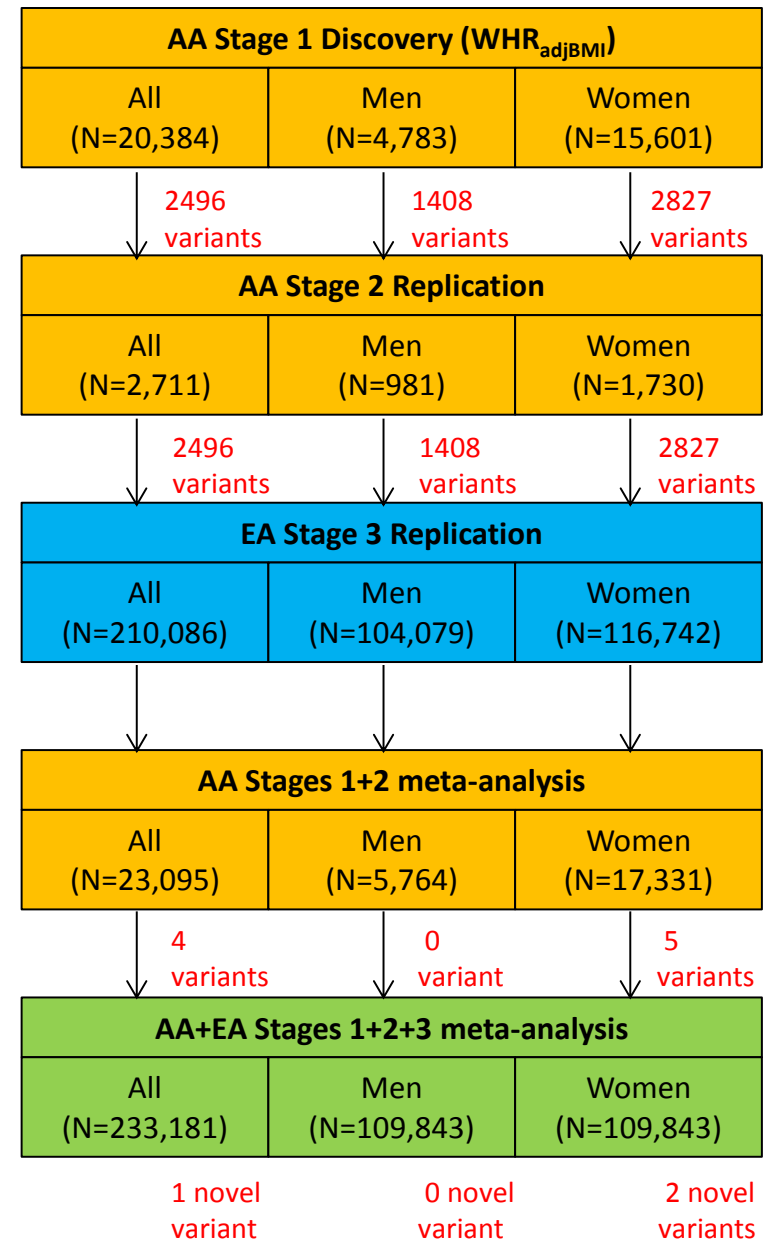 AA Stage 1 Discovery (WHRadjBMI)
All Men Women
(N=20,384) (N=4,783) (N=15,601)
2496 1408 2827
variants variants variants
AA Stage 2 Replication
All Men Women
(N=2,711) (N=981) (N=1,730)
2496 1408 2827
variants variants variants
EA Stage 3 Replication
All Men Women
(N=210,086) (N=104,079) (N=116,742)
AA Stages 1+2 meta-analysis
All Men Women
(N=23,095) (N=5,764) (N=17,331)
4 0 5
variants variant variants
AA+EA Stages 1+2+3 meta-analysis
All Men Women
(N=233,181) (N=109,843) (N=109,843)
1 novel 0 novel 2 novel
variant variant variants